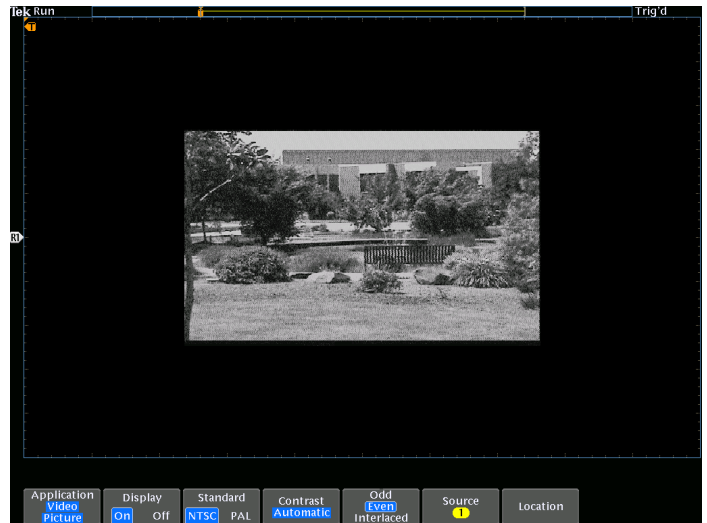 Tek Run Trig'd
T
T
R1
Application
Video
Picture
Display
On Off
Standard
NTSC PAL
Contrast
Automatic
Odd
Even
Interlaced
Source
1
Location